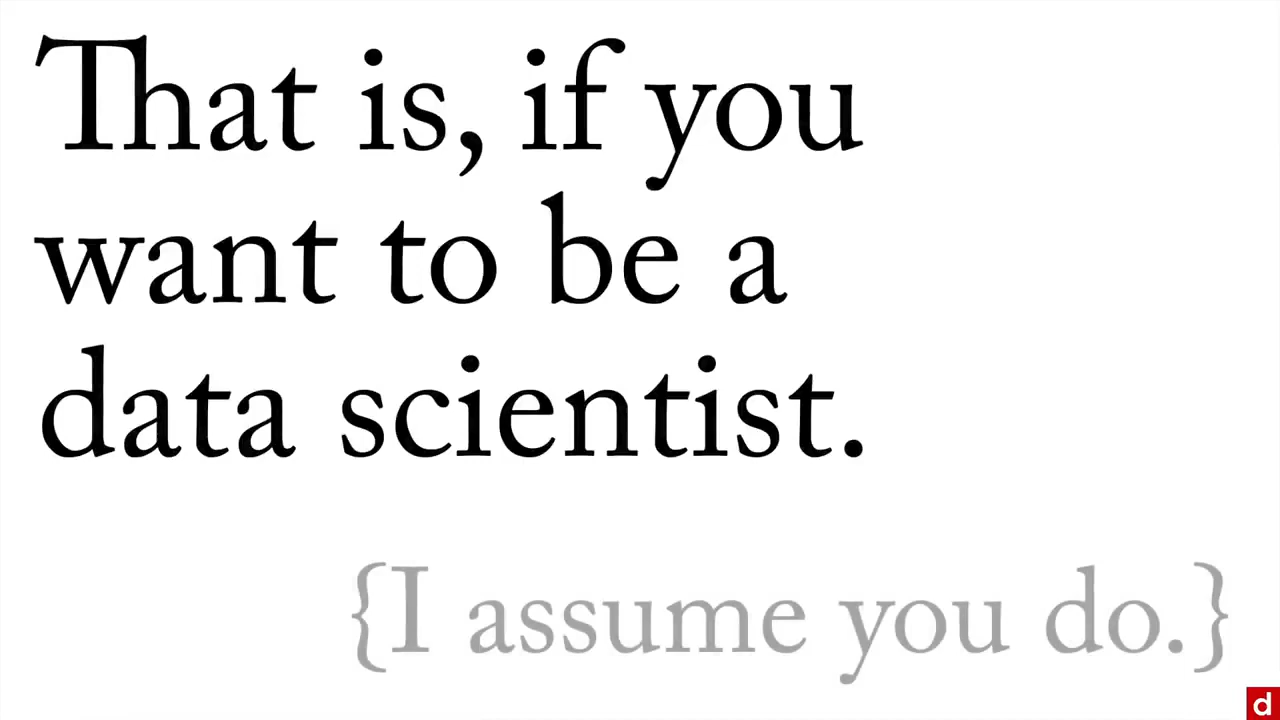 That is, if you
want to be a
data scientist.
{I assume you do.}
d